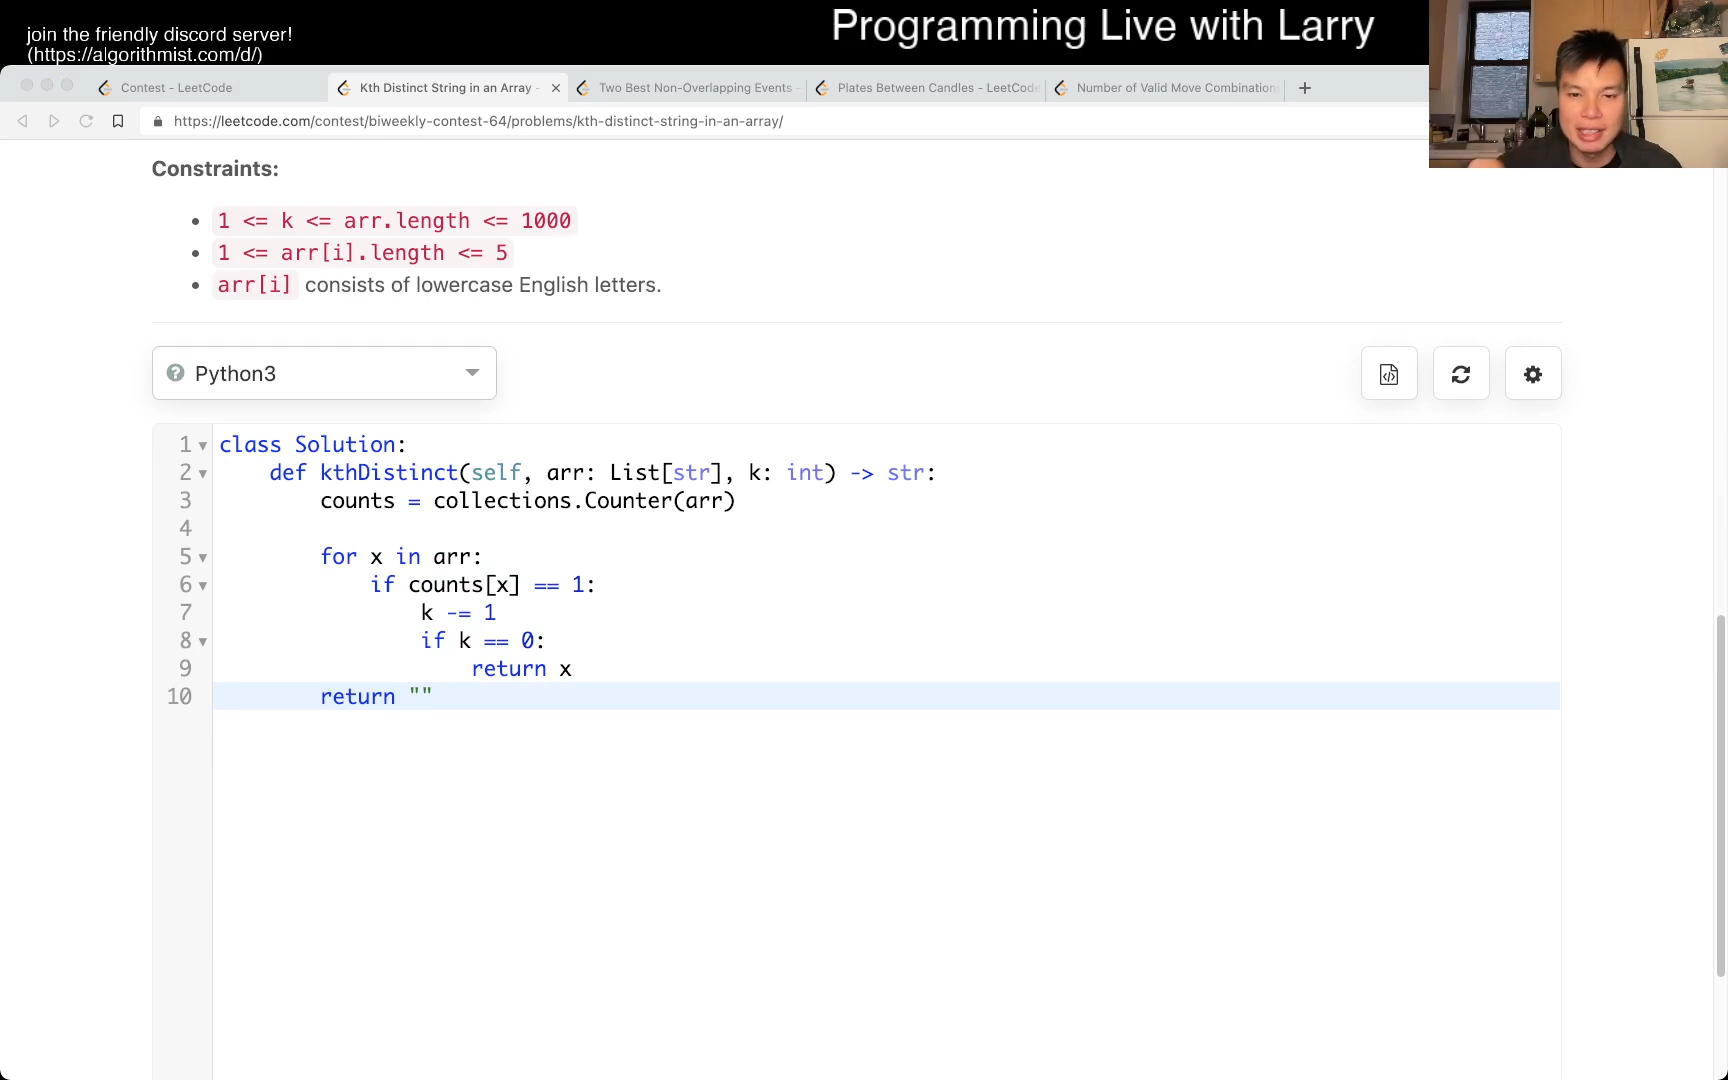 join the friendly discord server!
(https://algorithmist.com/d/)
Programming Live with Larry
Contest - LeetCode
Kth Distinct String in an Array -
Two Best Non-Overlapping Events -
Plates Between Candles - LeetCode
Number of Valid Move Combination
https://leetcode.com/contest/biweekly-contest-64/problems/kth-distinct-string-in-an-array/
Constraints:
1 <= k <= arr.length <= 1000
1 <= arr[i].length <= 5
arr[i] consists of lowercase English letters.
Python3
1 class Solution:
2 def kthDistinct(self, arr: List[str], k: int) -> str:
3 counts = collections.Counter(arr)
4
5 for x in arr:
6 if counts[x] == 1:
7 k -= 1
8 if k == 0:
9 return x
10 return ""